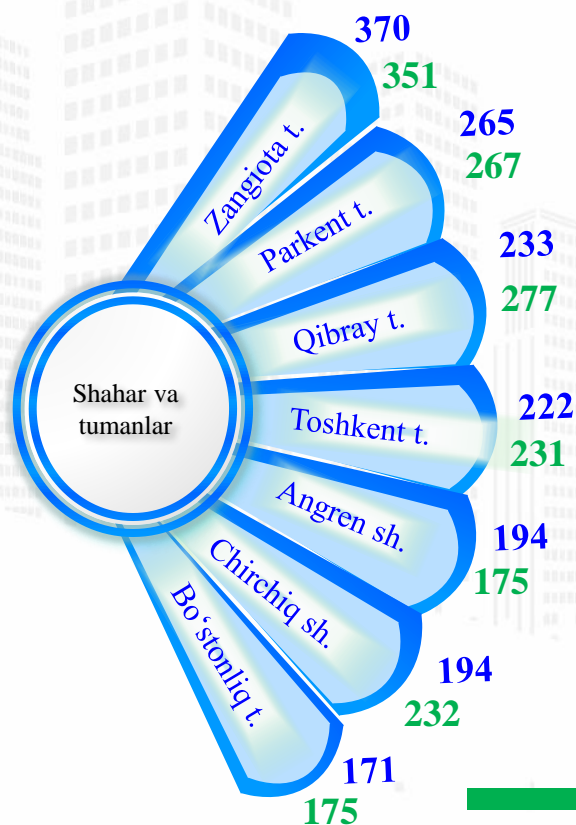 370
351
Zangiota t.
265
267
Parkent t.
233
277
Qibray t.
Shahar va
tumanlar
222
231
Toshkent t.
194
175
Angren sh.
194
232
Chirchiq sh.
171
175
Bo‘stonliq t.